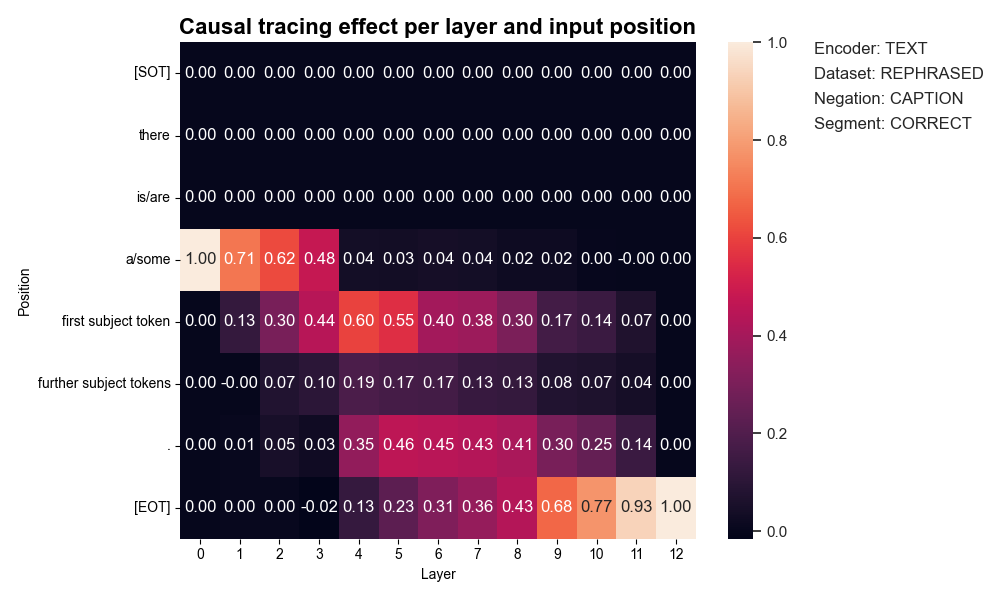 Causal tracing effect per layer and input position
Encoder: TEXT
Dataset: REPHRASED
Negation: CAPTION
Segment: CORRECT
Position
[SOT] 0.00 0.00 0.00 0.00 0.00 0.00 0.00 0.00 0.00 0.00 0.00 0.00 0.00
there 0.00 0.00 0.00 0.00 0.00 0.00 0.00 0.00 0.00 0.00 0.00 0.00 0.00
is/are 0.00 0.00 0.00 0.00 0.00 0.00 0.00 0.00 0.00 0.00 0.00 0.00 0.00
a/some 1.00 0.71 0.62 0.48 0.04 0.03 0.04 0.04 0.02 0.02 0.00 -0.00 0.00
first subject token 0.00 0.13 0.30 0.44 0.60 0.55 0.40 0.38 0.30 0.17 0.14 0.07 0.00
further subject tokens 0.00 -0.00 0.07 0.10 0.19 0.17 0.17 0.13 0.13 0.08 0.07 0.04 0.00
. 0.00 0.01 0.05 0.03 0.35 0.46 0.45 0.43 0.41 0.30 0.25 0.14 0.00
[EOT] 0.00 0.00 0.00 -0.02 0.13 0.23 0.31 0.36 0.43 0.68 0.77 0.93 1.00
0 1 2 3 4 5 6 7 8 9 10 11 12
Layer
1.0
0.8
0.6
0.4
0.2
0.0